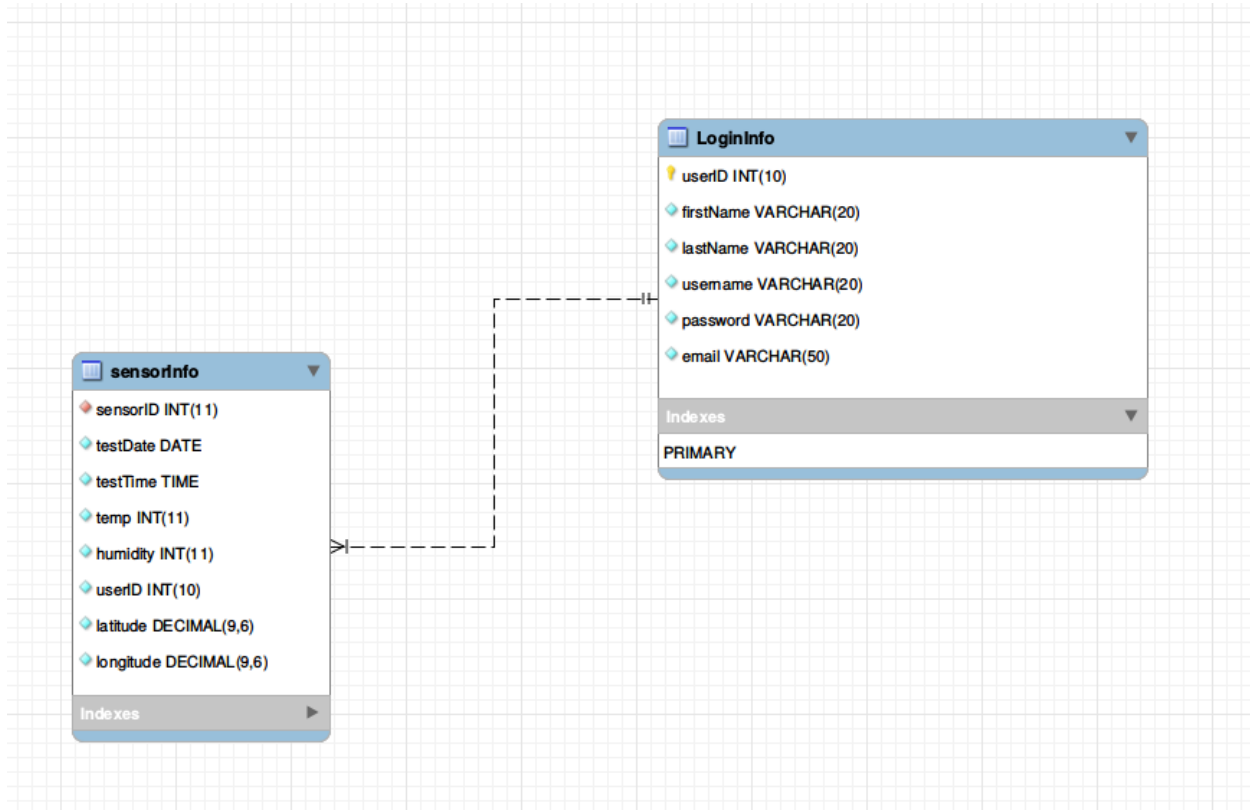 LoginInfo
userID INT(10)
firstName VARCHAR(20)
lastName VARCHAR(20)
username VARCHAR(20)
password VARCHAR(20)
email VARCHAR(50)
Indexes
PRIMARY
sensorInfo
sensorID INT(11)
testDate DATE
testTime TIME
temp INT(11)
humidity INT(11)
userID INT(10)
latitude DECIMAL(9,6)
longitude DECIMAL(9,6)
Indexes